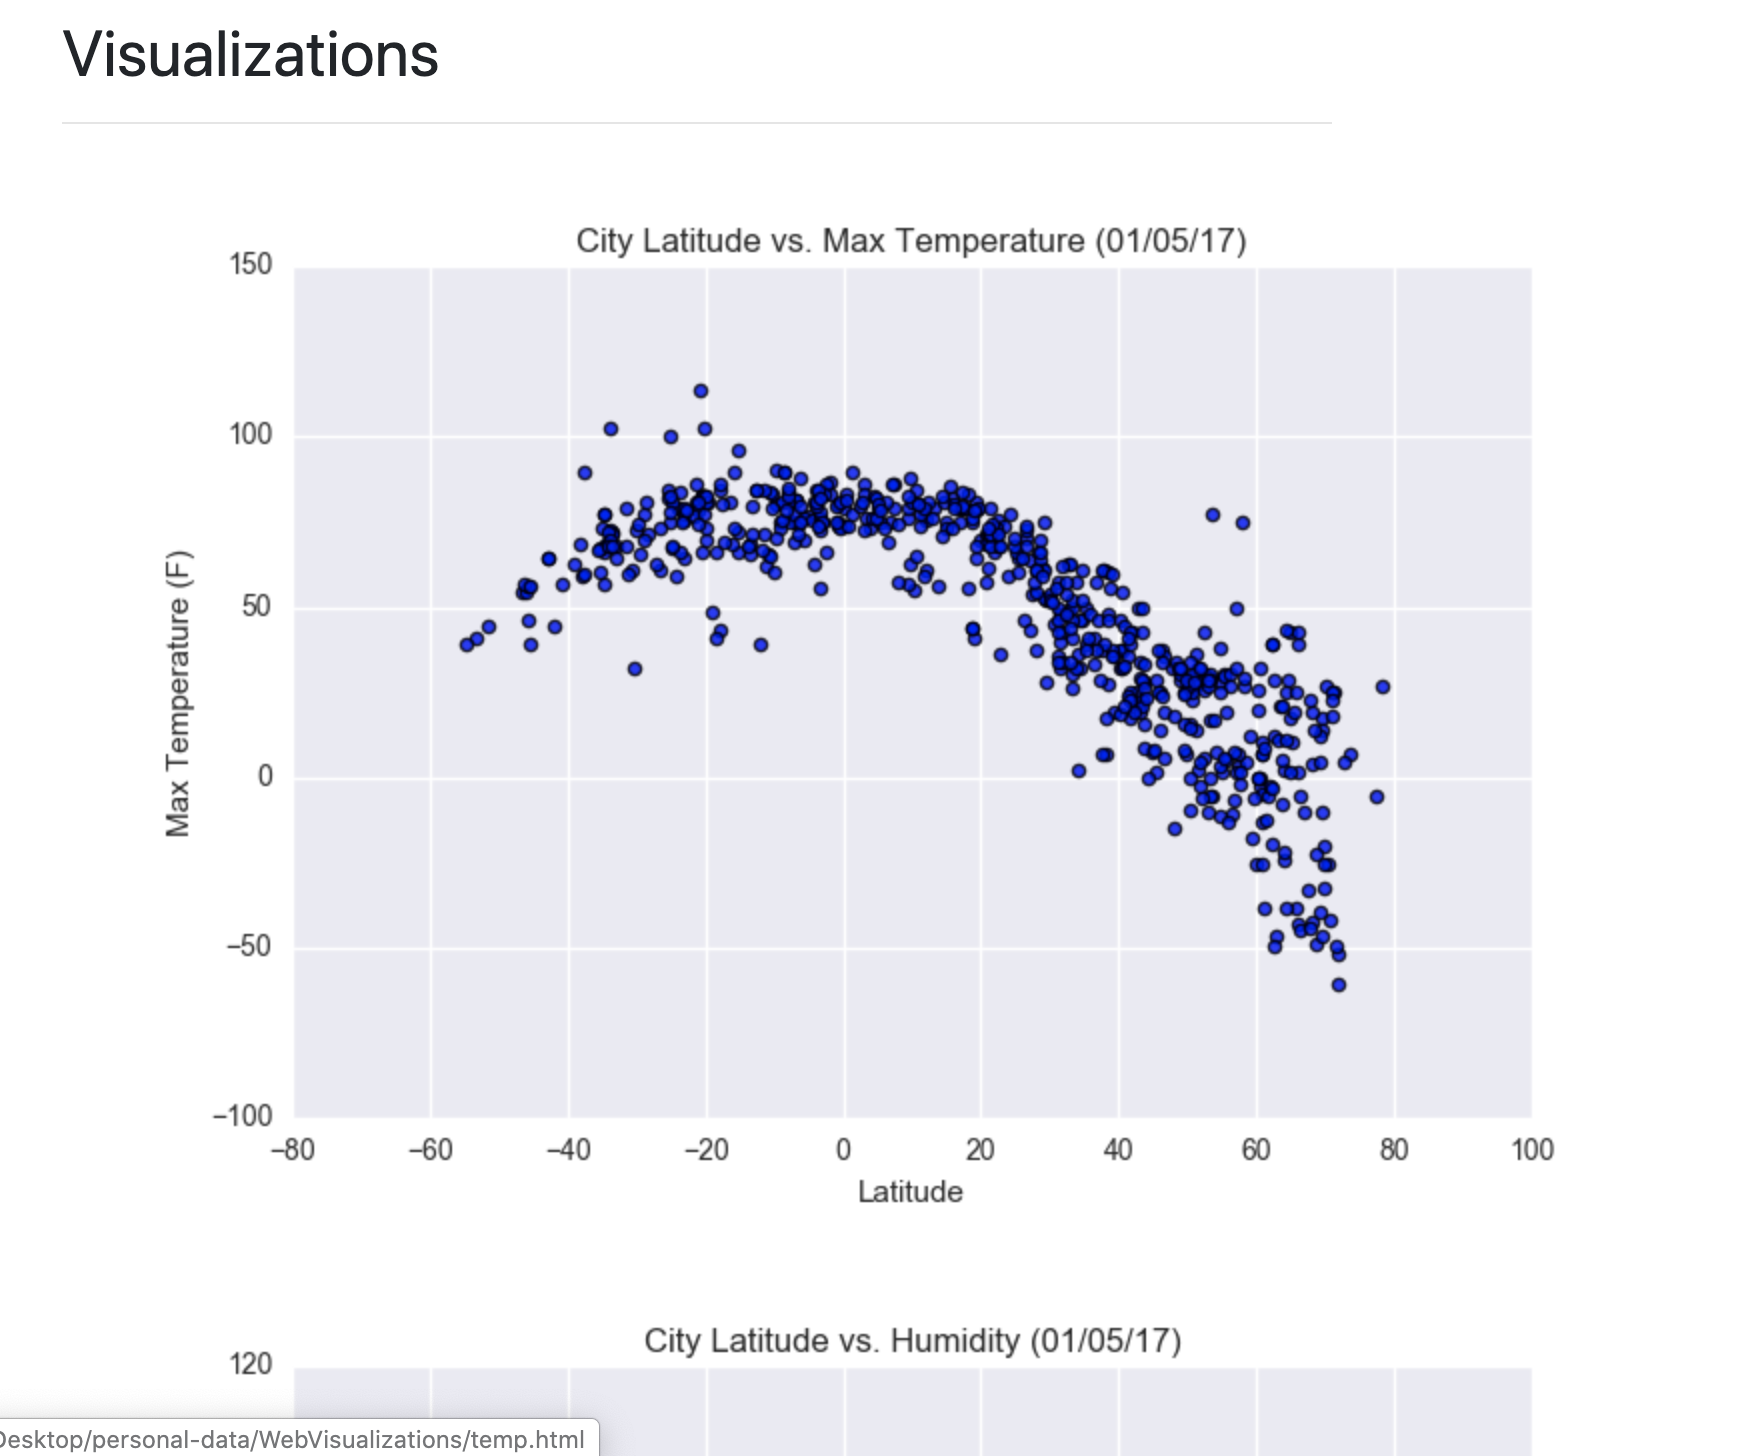 Visualizations
City Latitude vs. Max Temperature (01/05/17)
150
100
50
0
−50
−100
Max Temperature (F)
−80 −60 −40 −20 0 20 40 60 80 100
Latitude
City Latitude vs. Humidity (01/05/17)
120
Desktop/personal-data/WebVisualizations/temp.html